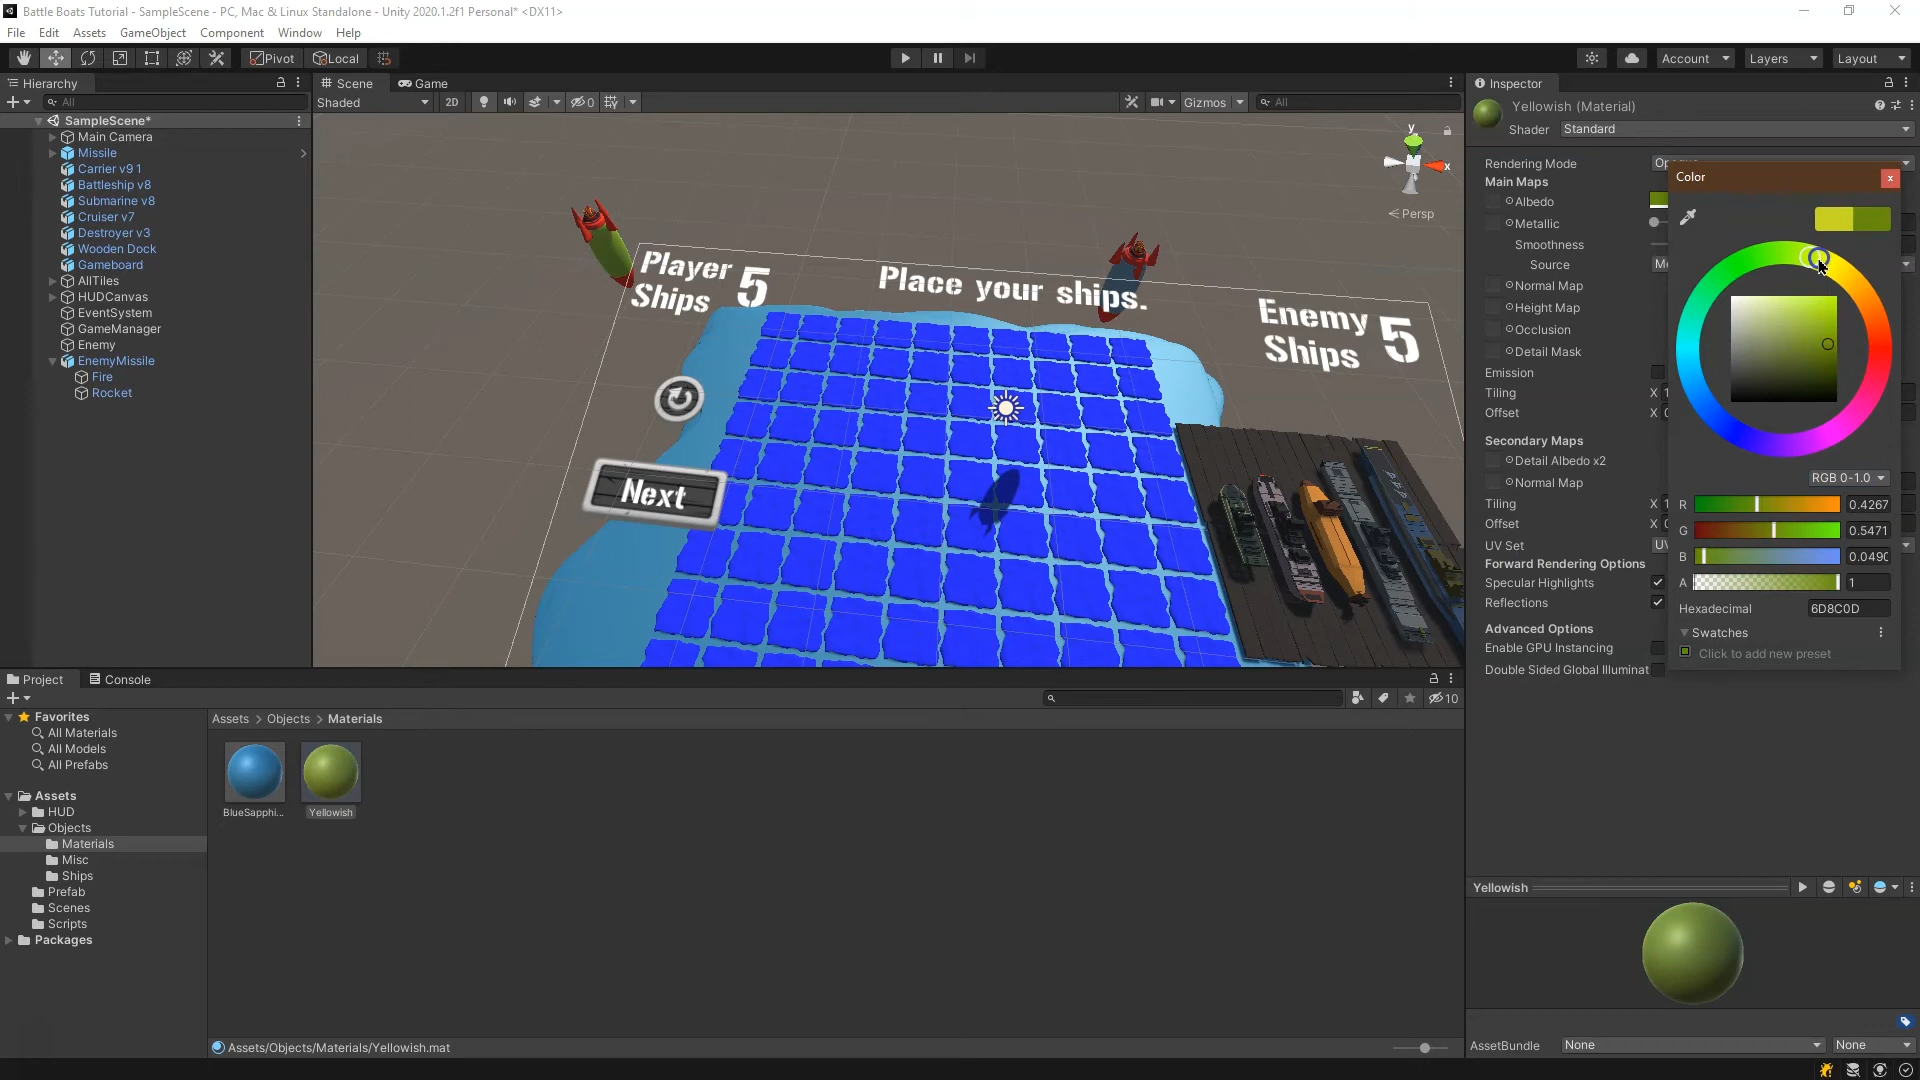 Battle Boats Tutorial - SampleScene - PC, Mac & Linux Standalone - Unity 2020.1.2f1 Personal* <DX11>
File Edit Assets GameObject Component Window Help
Pivot Local Account Layers Layout
Hierarchy
All
SampleScene*
Main Camera
Missile
Carrier v9 1
Battleship v8
Submarine v8
Cruiser v7
Destroyer v3
Wooden Dock
Gameboard
AllTiles
HUDCanvas
EventSystem
GameManager
Enemy
EnemyMissile
Fire
Rocket
Scene Game
Shaded 2D 0 Gizmos All
y
x
Persp
Player Ships 5
Place your ships.
Enemy Ships 5
Next
Inspector
Yellowish (Material)
Shader Standard
Rendering Mode
Main Maps
Albedo
Metallic
Smoothness
Source
Normal Map
Height Map
Occlusion
Detail Mask
Emission
Tiling X
Offset X
Secondary Maps
Detail Albedo x2
Normal Map
Tiling X
Offset X
UV Set
Forward Rendering Options
Specular Highlights
Reflections
Advanced Options
Enable GPU Instancing
Double Sided Global Illuminat
Color
RGB 0-1.0
R 0.4267
G 0.5471
B 0.0490
A 1
Hexadecimal 6D8C0D
Swatches
Click to add new preset
Project Console
10
Favorites
All Materials
All Models
All Prefabs
Assets
HUD
Objects
Materials
Misc
Ships
Prefab
Scenes
Scripts
Packages
Assets > Objects > Materials
BlueSapphi...
Yellowish
Assets/Objects/Materials/Yellowish.mat
Yellowish
AssetBundle None None